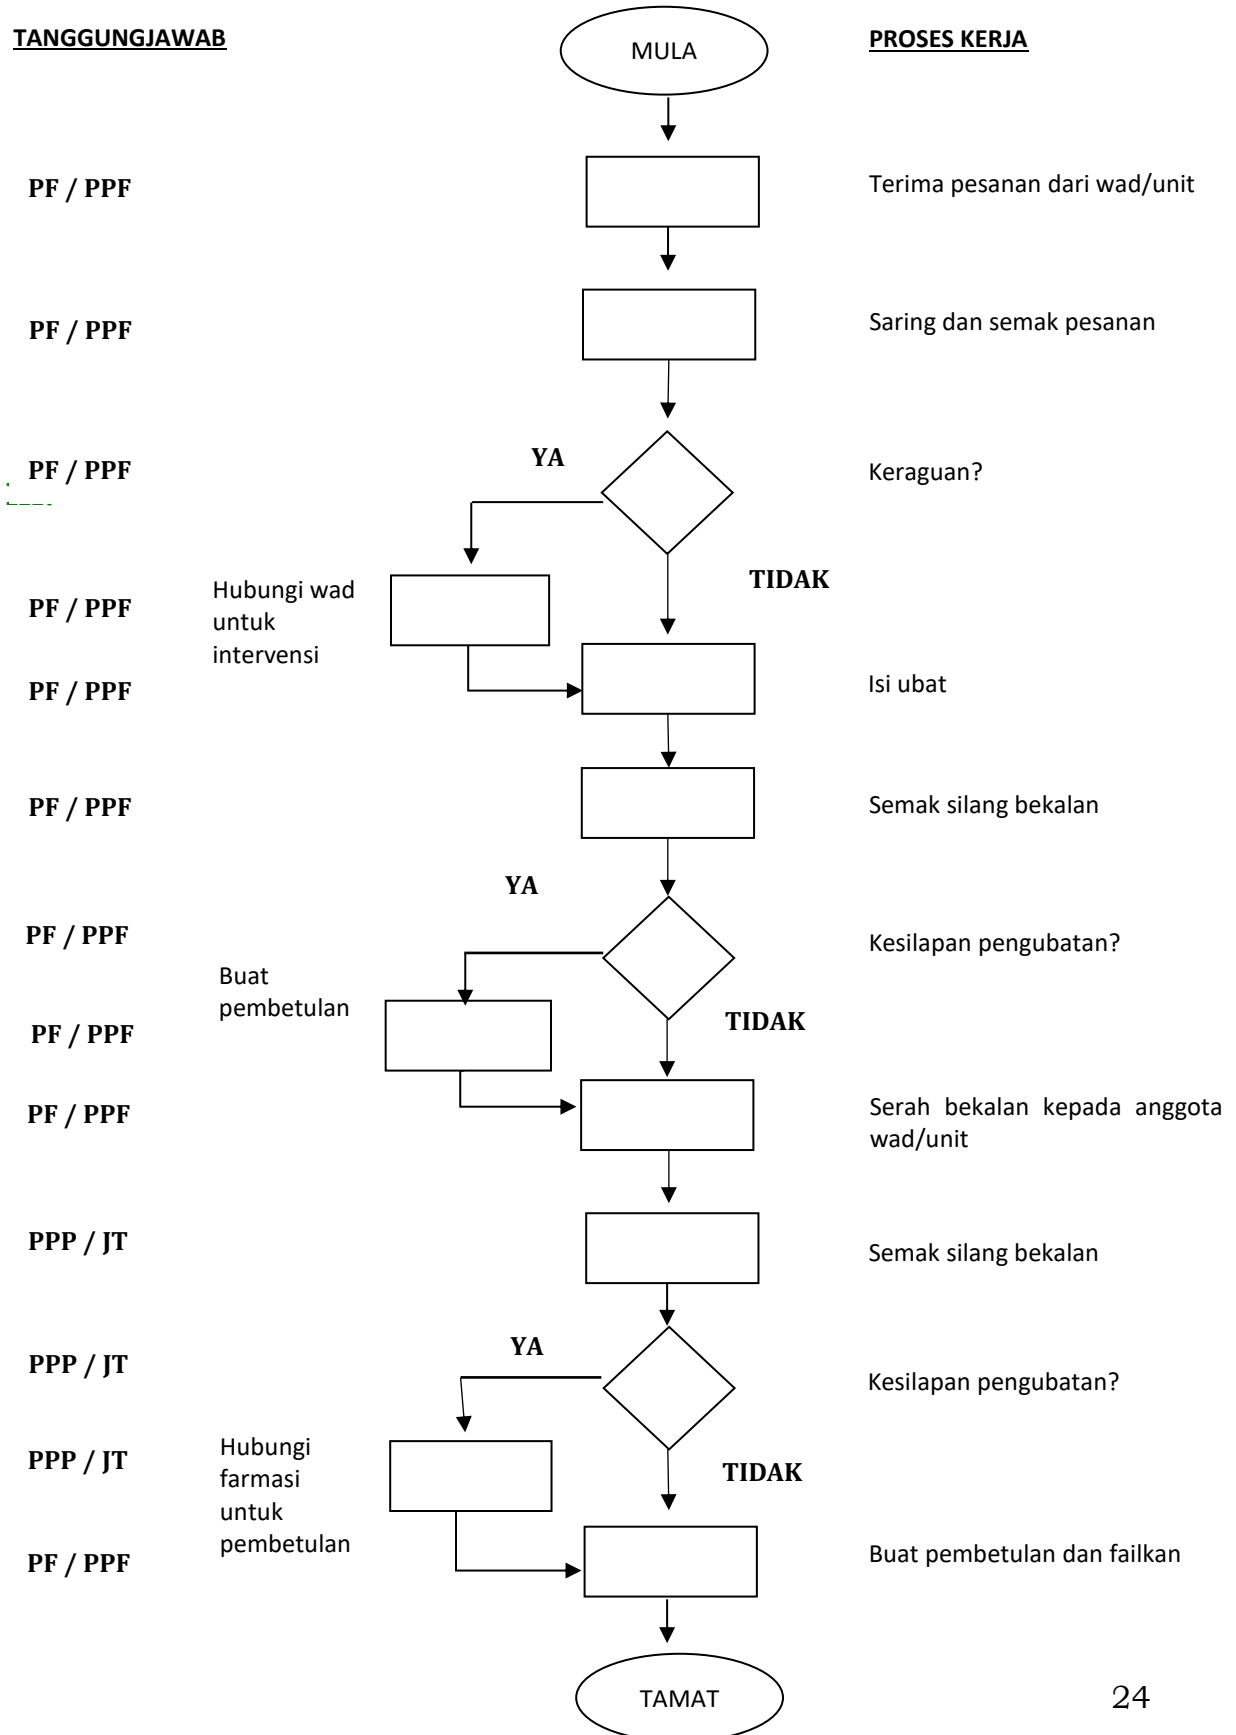 TANGGUNGJAWAB
MULA
PROSES KERJA
PF / PPF
Terima pesanan dari wad/unit
PF / PPF
Saring dan semak pesanan
PF / PPF
YA
Keraguan?
TIDAK
PF / PPF
Hubungi wad
untuk
intervensi
PF / PPF
Isi ubat
PF / PPF
Semak silang bekalan
YA
PF / PPF
Kesilapan pengubatan?
Buat
pembetulan
TIDAK
PF / PPF
PF / PPF
Serah bekalan kepada anggota
wad/unit
PPP / JT
Semak silang bekalan
YA
PPP / JT
Kesilapan pengubatan?
PPP / JT
Hubungi
farmasi
untuk
pembetulan
TIDAK
PF / PPF
Buat pembetulan dan failkan
TAMAT
24